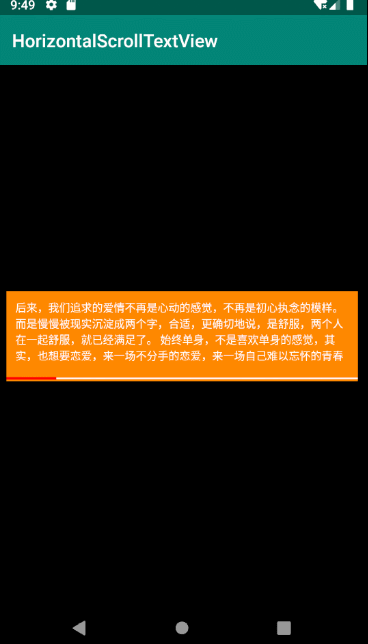 9:49
HorizontalScrollTextView
后来，我们追求的爱情不再是心动的感觉，不再是初心执念的模样。
而是慢慢被现实沉淀成两个字，合适，更确切地说，是舒服，两个人
在一起舒服，就已经满足了。 始终单身，不是喜欢单身的感觉，其
实，也想要恋爱，来一场不分手的恋爱，来一场自己难以忘怀的青春